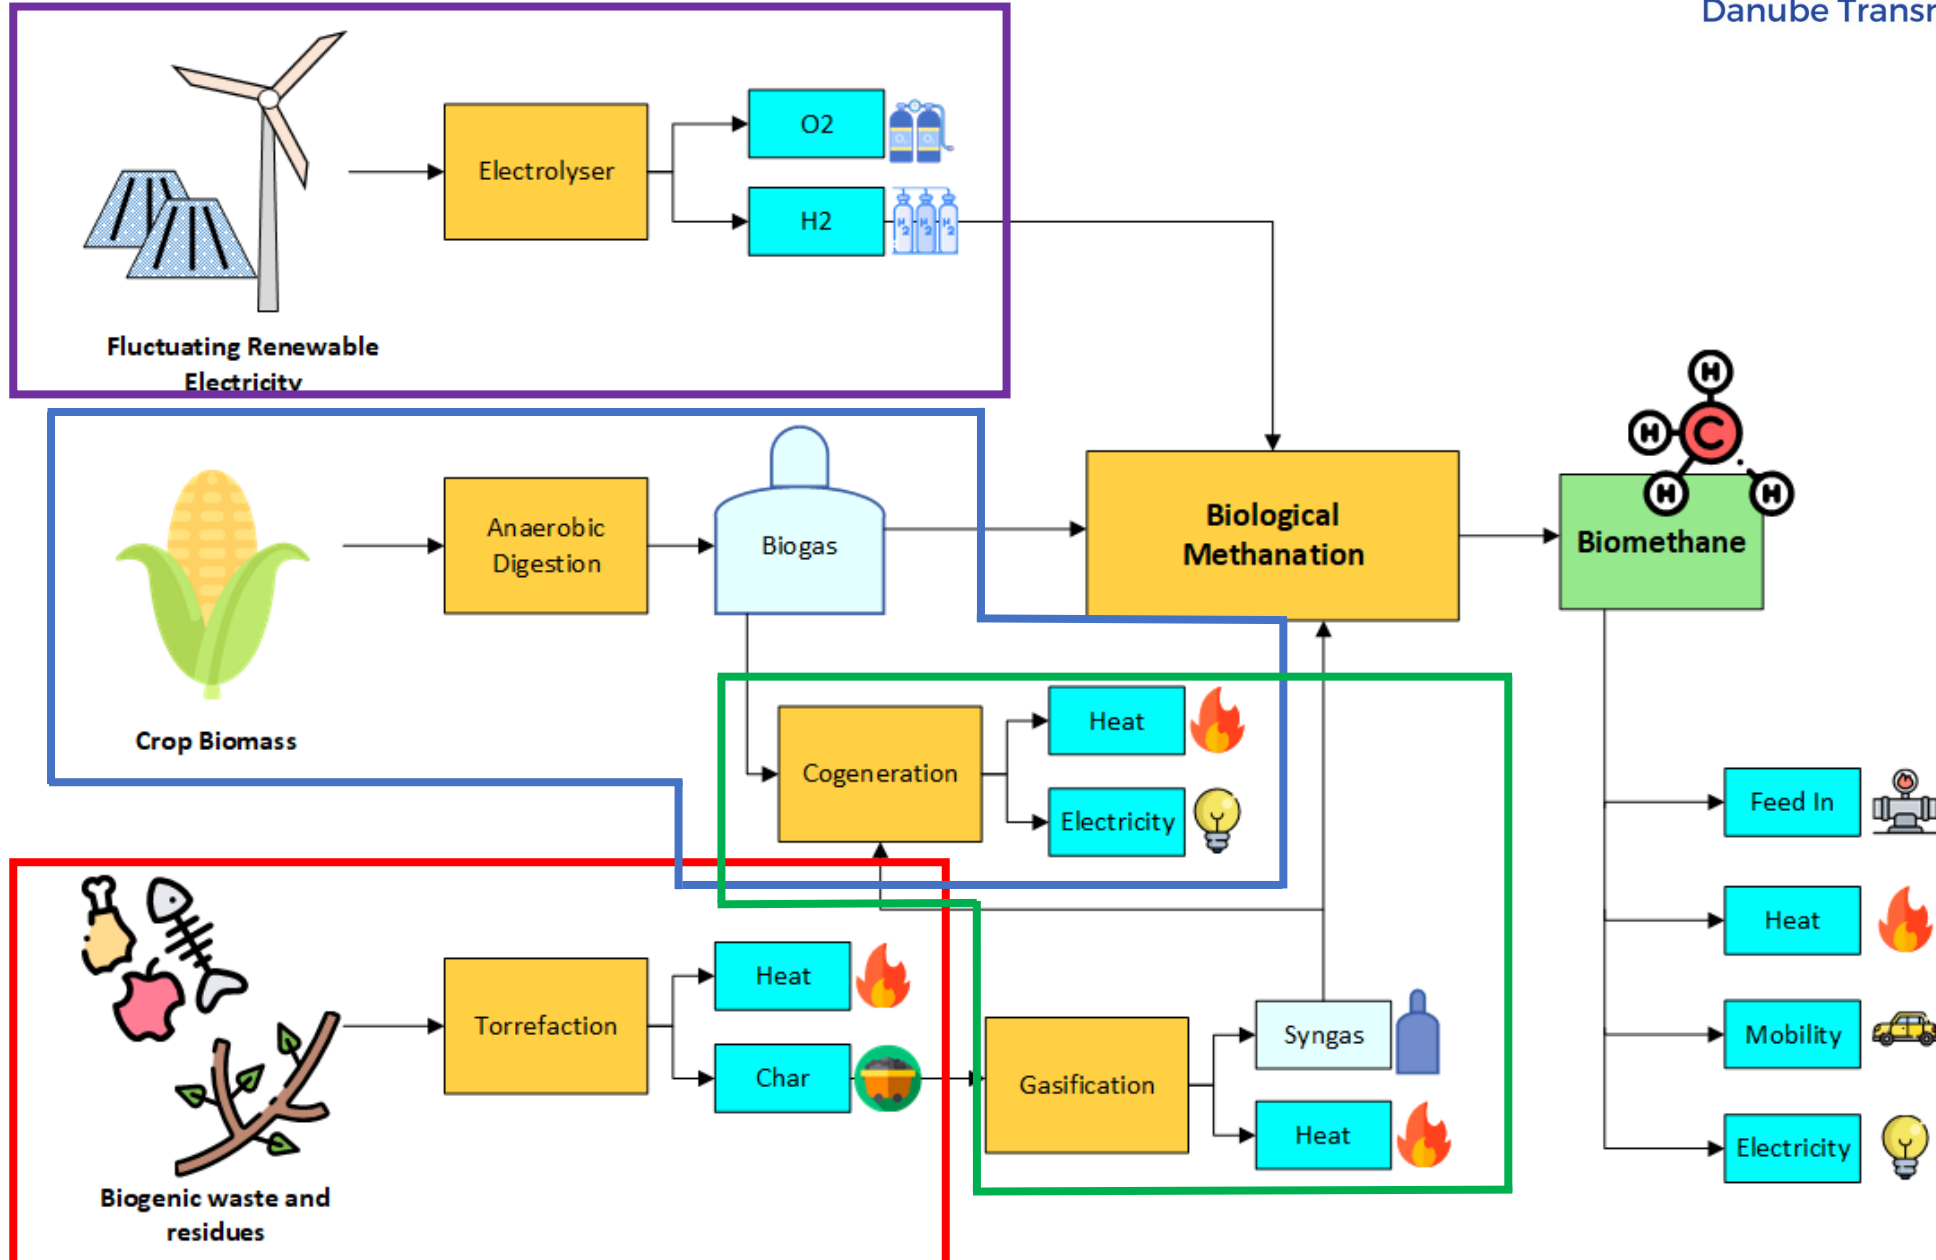 Danube Transn
O2
Electrolyser
H2
Fluctuating Renewable
Electricity
Anaerobic
Digestion
Biogas
Biological
Methanation
H
H
C
H
H
Biomethane
Crop Biomass
Heat
Cogeneration
Electricity
Feed In
Heat
Heat
Torrefaction
Char
Syngas
Gasification
Heat
Mobility
Electricity
Biogenic waste and
residues